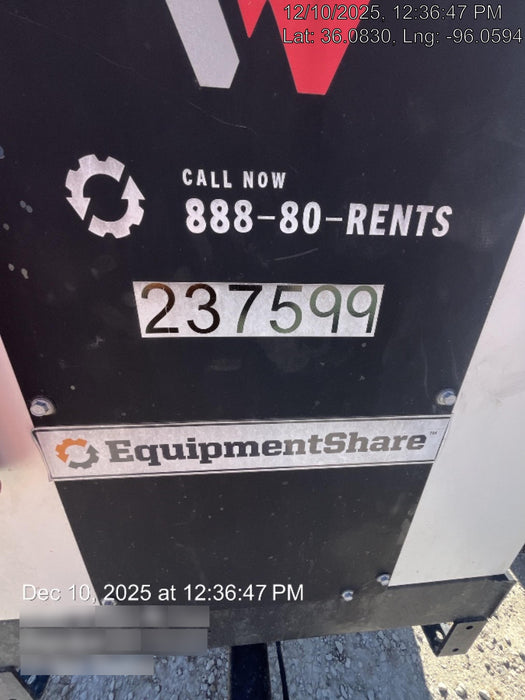 12/10/2025, 12:36:47 PM
Lat: 36.0830, Lng: -96.0594
CALL NOW
888-80-RENTS
237599
EquipmentShare™
Dec 10, 2025 at 12:36:47 PM